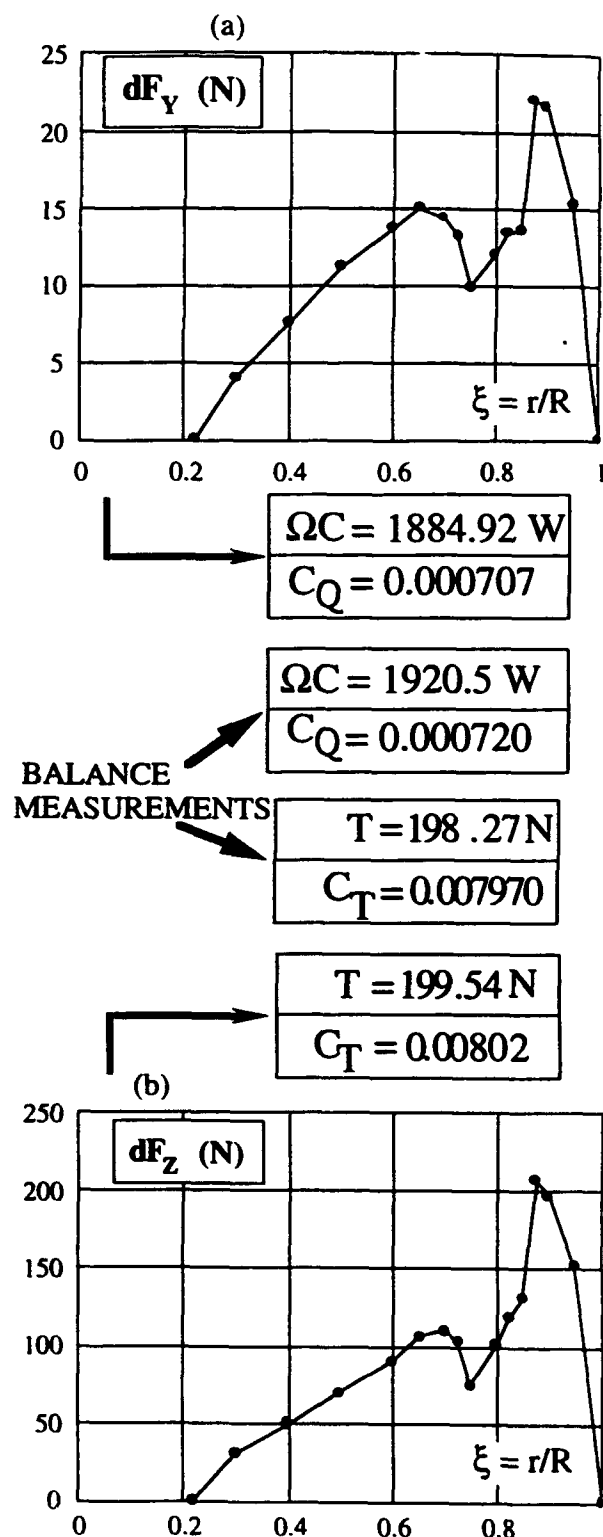 (a)
25
dF_Y (N)
20
15
10
5
ξ = r/R
0
0 0.2 0.4 0.6 0.8 1
ΩC = 1884.92 W
C_Q = 0.000707
ΩC = 1920.5 W
C_Q = 0.000720
BALANCE
MEASUREMENTS
T = 198.27 N
C_T = 0.007970
T = 199.54 N
C_T = 0.00802
(b)
250
dF_Z (N)
200
150
100
50
ξ = r/R
0
0 0.2 0.4 0.6 0.8 1